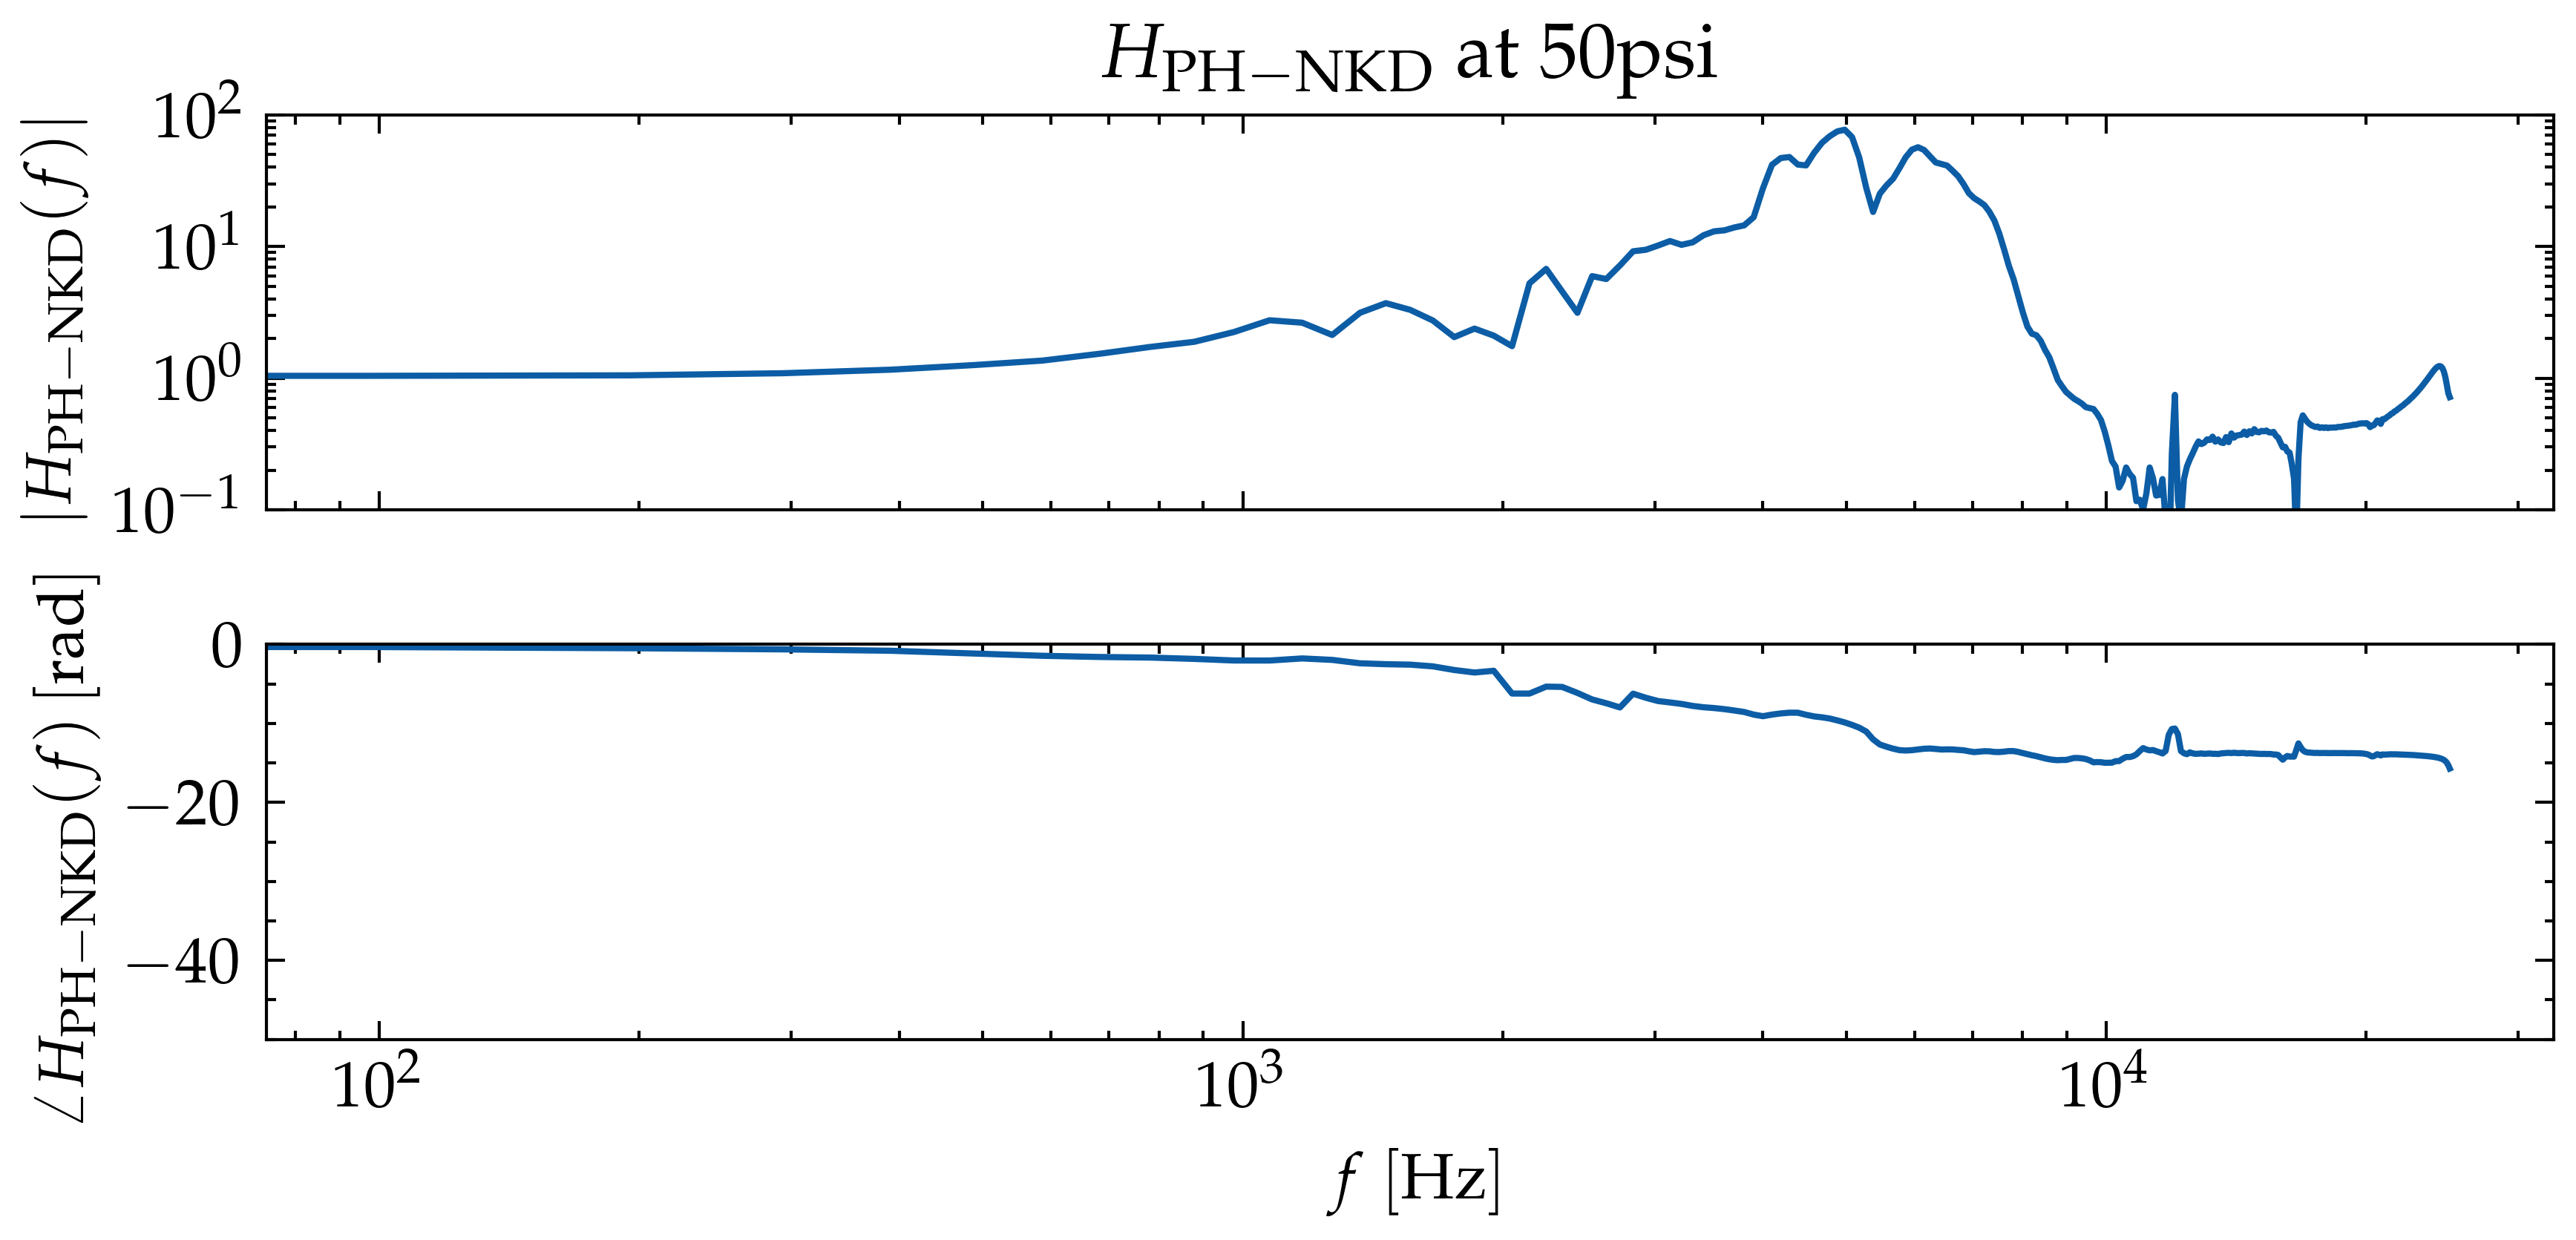 H_PH−NKD at 50psi
|H_PH−NKD(f)|
10^2
10^1
10^0
10^−1
∠H_PH−NKD(f) [rad]
0
−20
−40
10^2 10^3 10^4
f [Hz]